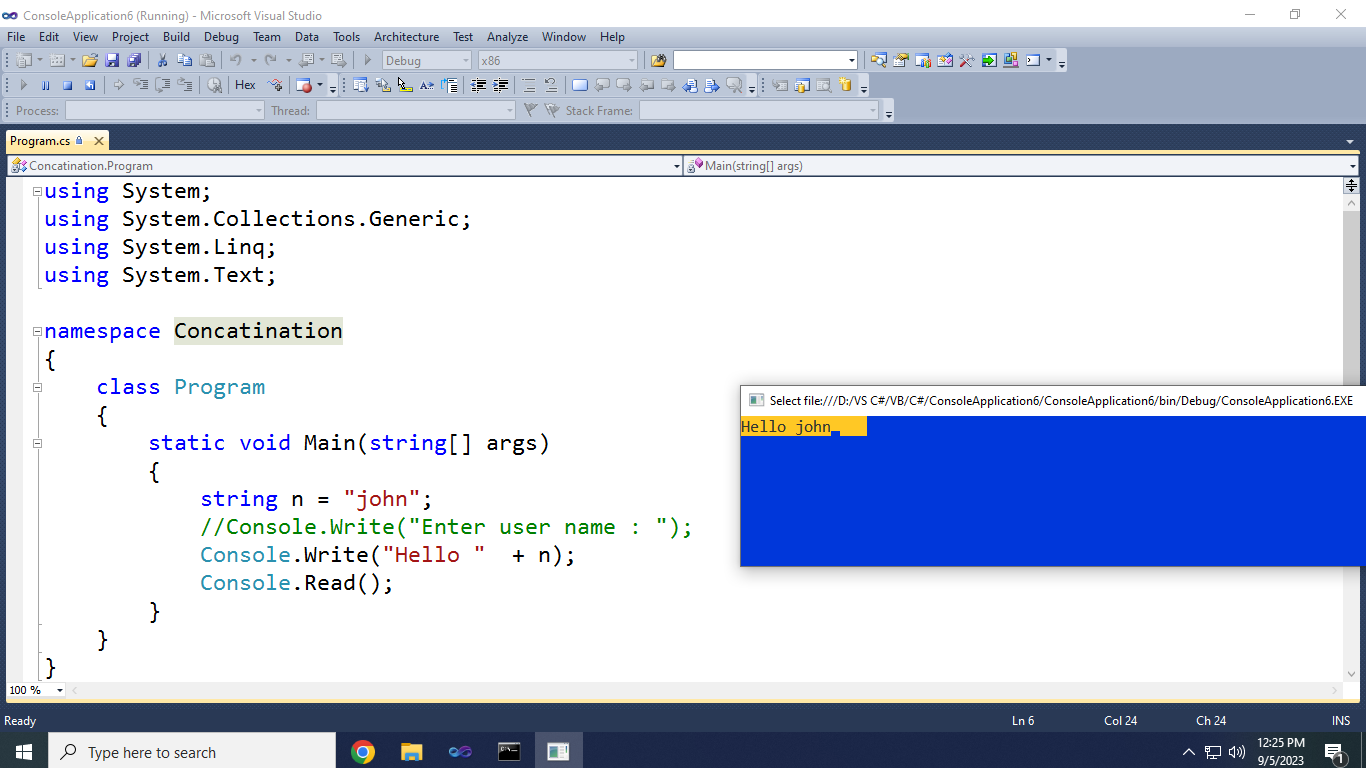 ConsoleApplication6 (Running) - Microsoft Visual Studio
File Edit View Project Build Debug Team Data Tools Architecture Test Analyze Window Help
Debug x86
Hex
Process: Thread: Stack Frame:
Program.cs
Concatination.Program Main(string[] args)
using System;
using System.Collections.Generic;
using System.Linq;
using System.Text;
namespace Concatination
{
class Program
{
static void Main(string[] args)
{
string n = "john";
//Console.Write("Enter user name : ");
Console.Write("Hello "  + n);
Console.Read();
}
}
}
Select file:///D:/VS C#/VB/C#/ConsoleApplication6/ConsoleApplication6/bin/Debug/ConsoleApplication6.EXE
Hello john_
100 %
Ready Ln 6 Col 24 Ch 24 INS
Type here to search
12:25 PM
9/5/2023
1